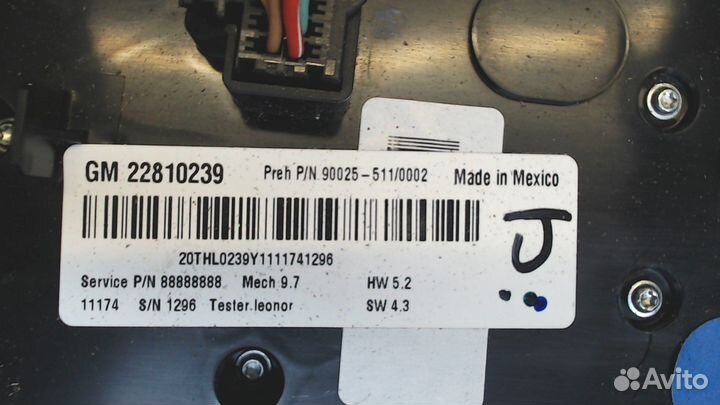 GM 22810239 Preh P/N 90025-511/0002 Made in Mexico
20THL0239Y1111741296
Service P/N 88888888 Mech 9.7 HW 5.2
11174 S/N 1296 Tester.leonor SW 4.3
Avito